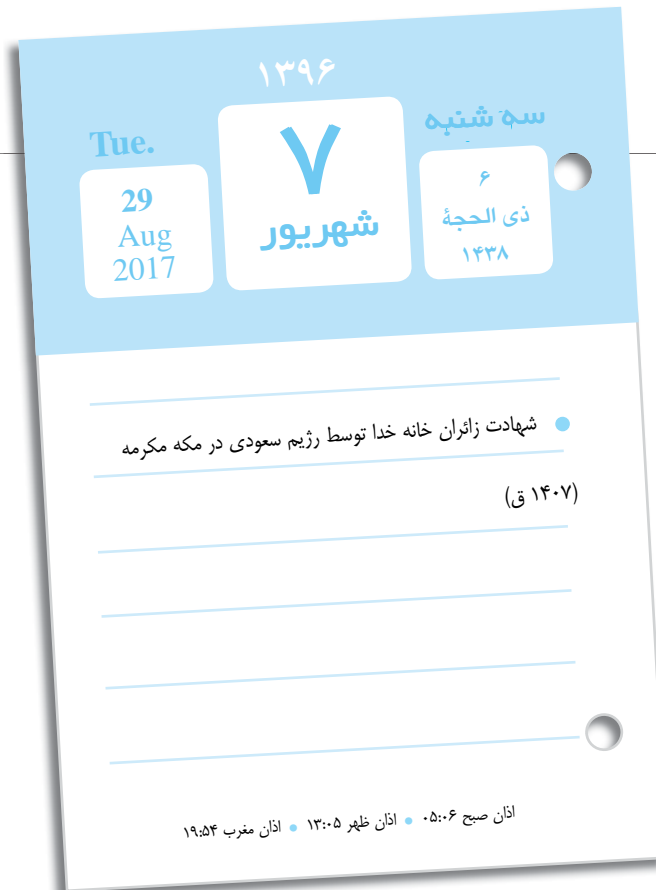 ۱۳۹۶
سه شنبه
۶
ذی الحجة
۱۴۳۸
۷
شهریور
Tue.
29
Aug
2017
شهادت زائران خانه خدا توسط رژیم سعودی در مکه مکرمه
(۱۴۰۷ ق)
اذان صبح ۰۵:۰۶ • اذان ظهر ۱۳:۰۵ • اذان مغرب ۱۹:۵۴